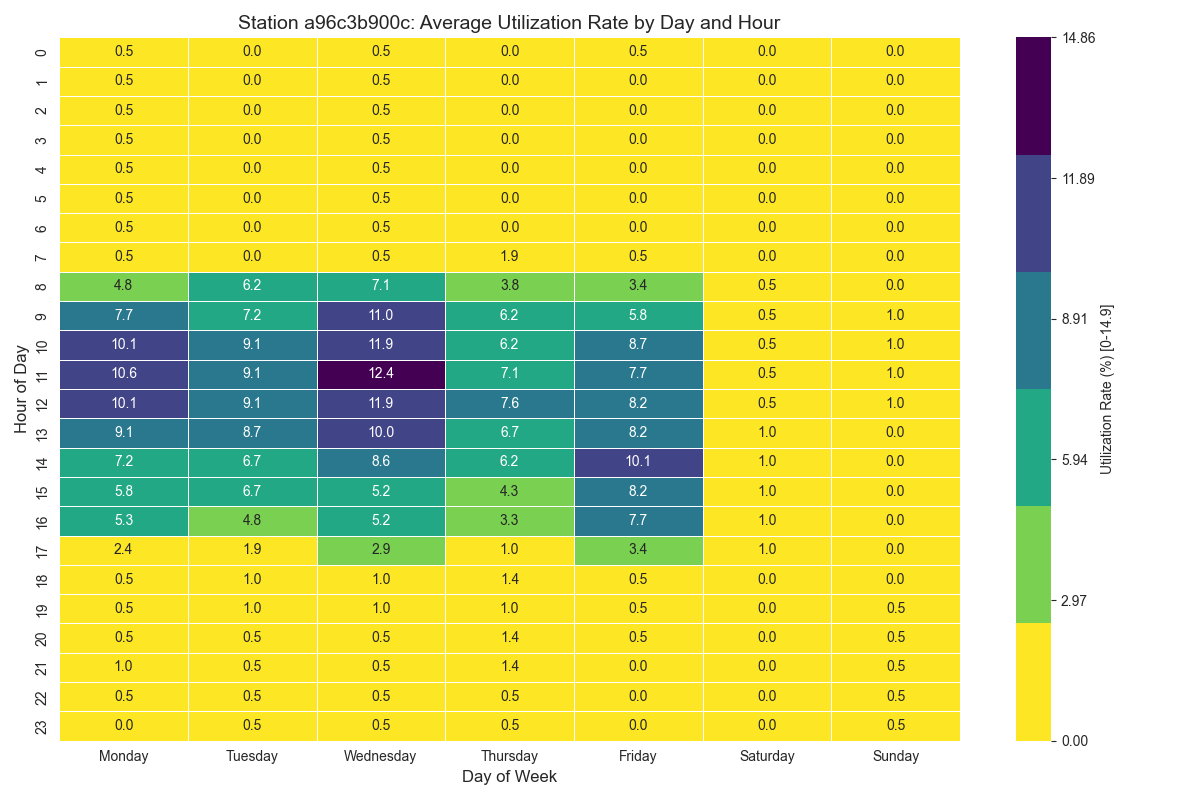 Station a96c3b900c: Average Utilization Rate by Day and Hour
Hour of Day
0 0.5 0.0 0.5 0.0 0.5 0.0 0.0
1 0.5 0.0 0.5 0.0 0.0 0.0 0.0
2 0.5 0.0 0.5 0.0 0.0 0.0 0.0
3 0.5 0.0 0.5 0.0 0.0 0.0 0.0
4 0.5 0.0 0.5 0.0 0.0 0.0 0.0
5 0.5 0.0 0.5 0.0 0.0 0.0 0.0
6 0.5 0.0 0.5 0.0 0.0 0.0 0.0
7 0.5 0.0 0.5 1.9 0.5 0.0 0.0
8 4.8 6.2 7.1 3.8 3.4 0.5 0.0
9 7.7 7.2 11.0 6.2 5.8 0.5 1.0
10 10.1 9.1 11.9 6.2 8.7 0.5 1.0
11 10.6 9.1 12.4 7.1 7.7 0.5 1.0
12 10.1 9.1 11.9 7.6 8.2 0.5 1.0
13 9.1 8.7 10.0 6.7 8.2 1.0 0.0
14 7.2 6.7 8.6 6.2 10.1 1.0 0.0
15 5.8 6.7 5.2 4.3 8.2 1.0 0.0
16 5.3 4.8 5.2 3.3 7.7 1.0 0.0
17 2.4 1.9 2.9 1.0 3.4 1.0 0.0
18 0.5 1.0 1.0 1.4 0.5 0.0 0.0
19 0.5 1.0 1.0 1.0 0.5 0.0 0.5
20 0.5 0.5 0.5 1.4 0.0 0.0 0.5
21 1.0 0.5 0.5 1.4 0.0 0.0 0.5
22 0.5 0.5 0.5 0.5 0.0 0.0 0.5
23 0.0 0.5 0.5 0.5 0.0 0.0 0.5
Monday Tuesday Wednesday Thursday Friday Saturday Sunday
Day of Week
14.86
11.89
8.91
5.94
2.97
0.00
Utilization Rate (%) [0-14.9]